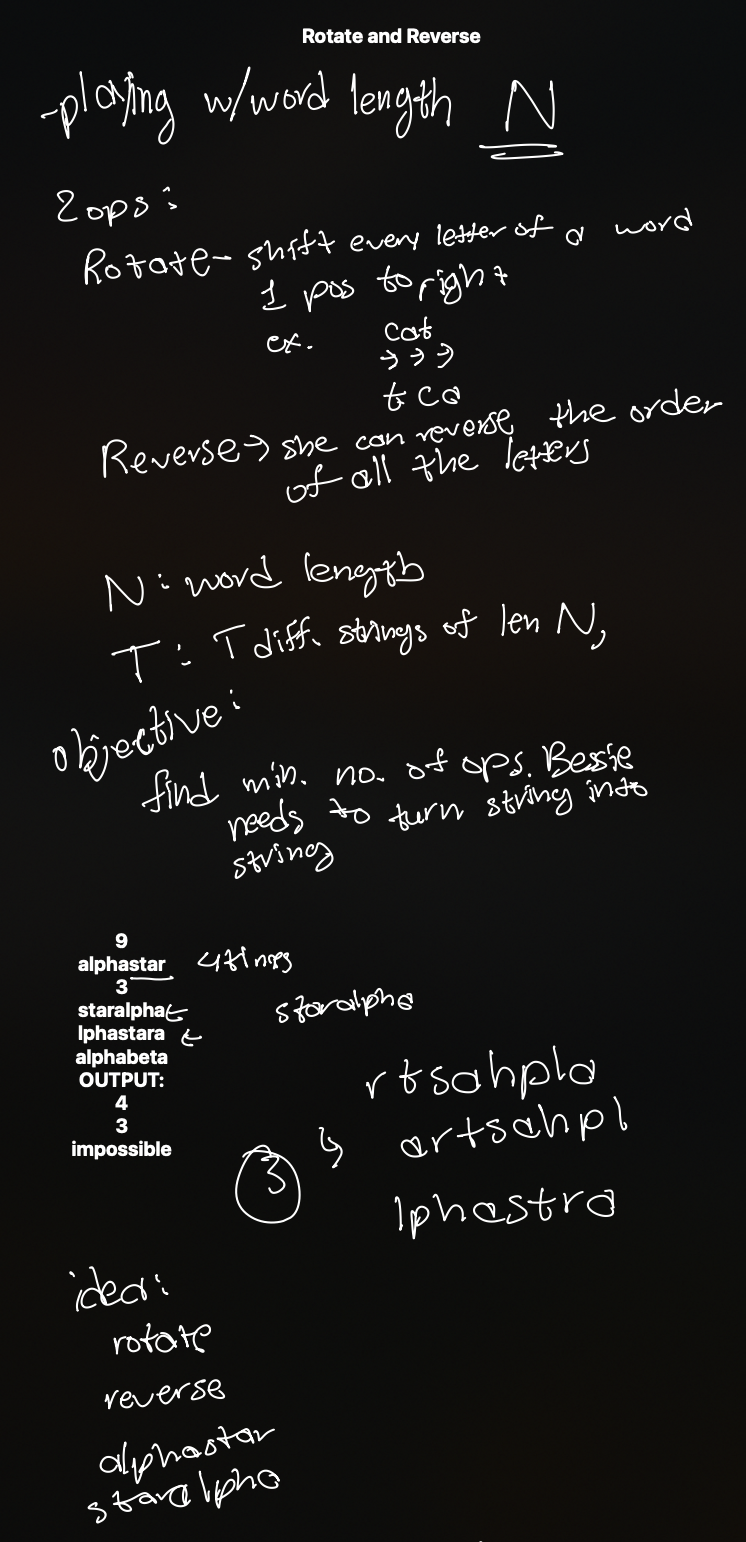 Rotate and Reverse
-playing w/word length N
2 ops:
Rotate- shift every letter of a word
1 pos to right
ex. cat
→ → →
tca
Reverse→ she can reverse the order
of all the letters
N: word length
T: T diff. strings of len N,
objective:
find min. no. of ops. Bessie
needs to turn string into
string
9
alphastar 4times
3
staralpha← staralpha
lphastara ←
alphabeta
OUTPUT:
4
3
impossible
rtsahpla
3 ↳ artsahpl
lphastra
idea:
rotate
reverse
alphastar
staralpha